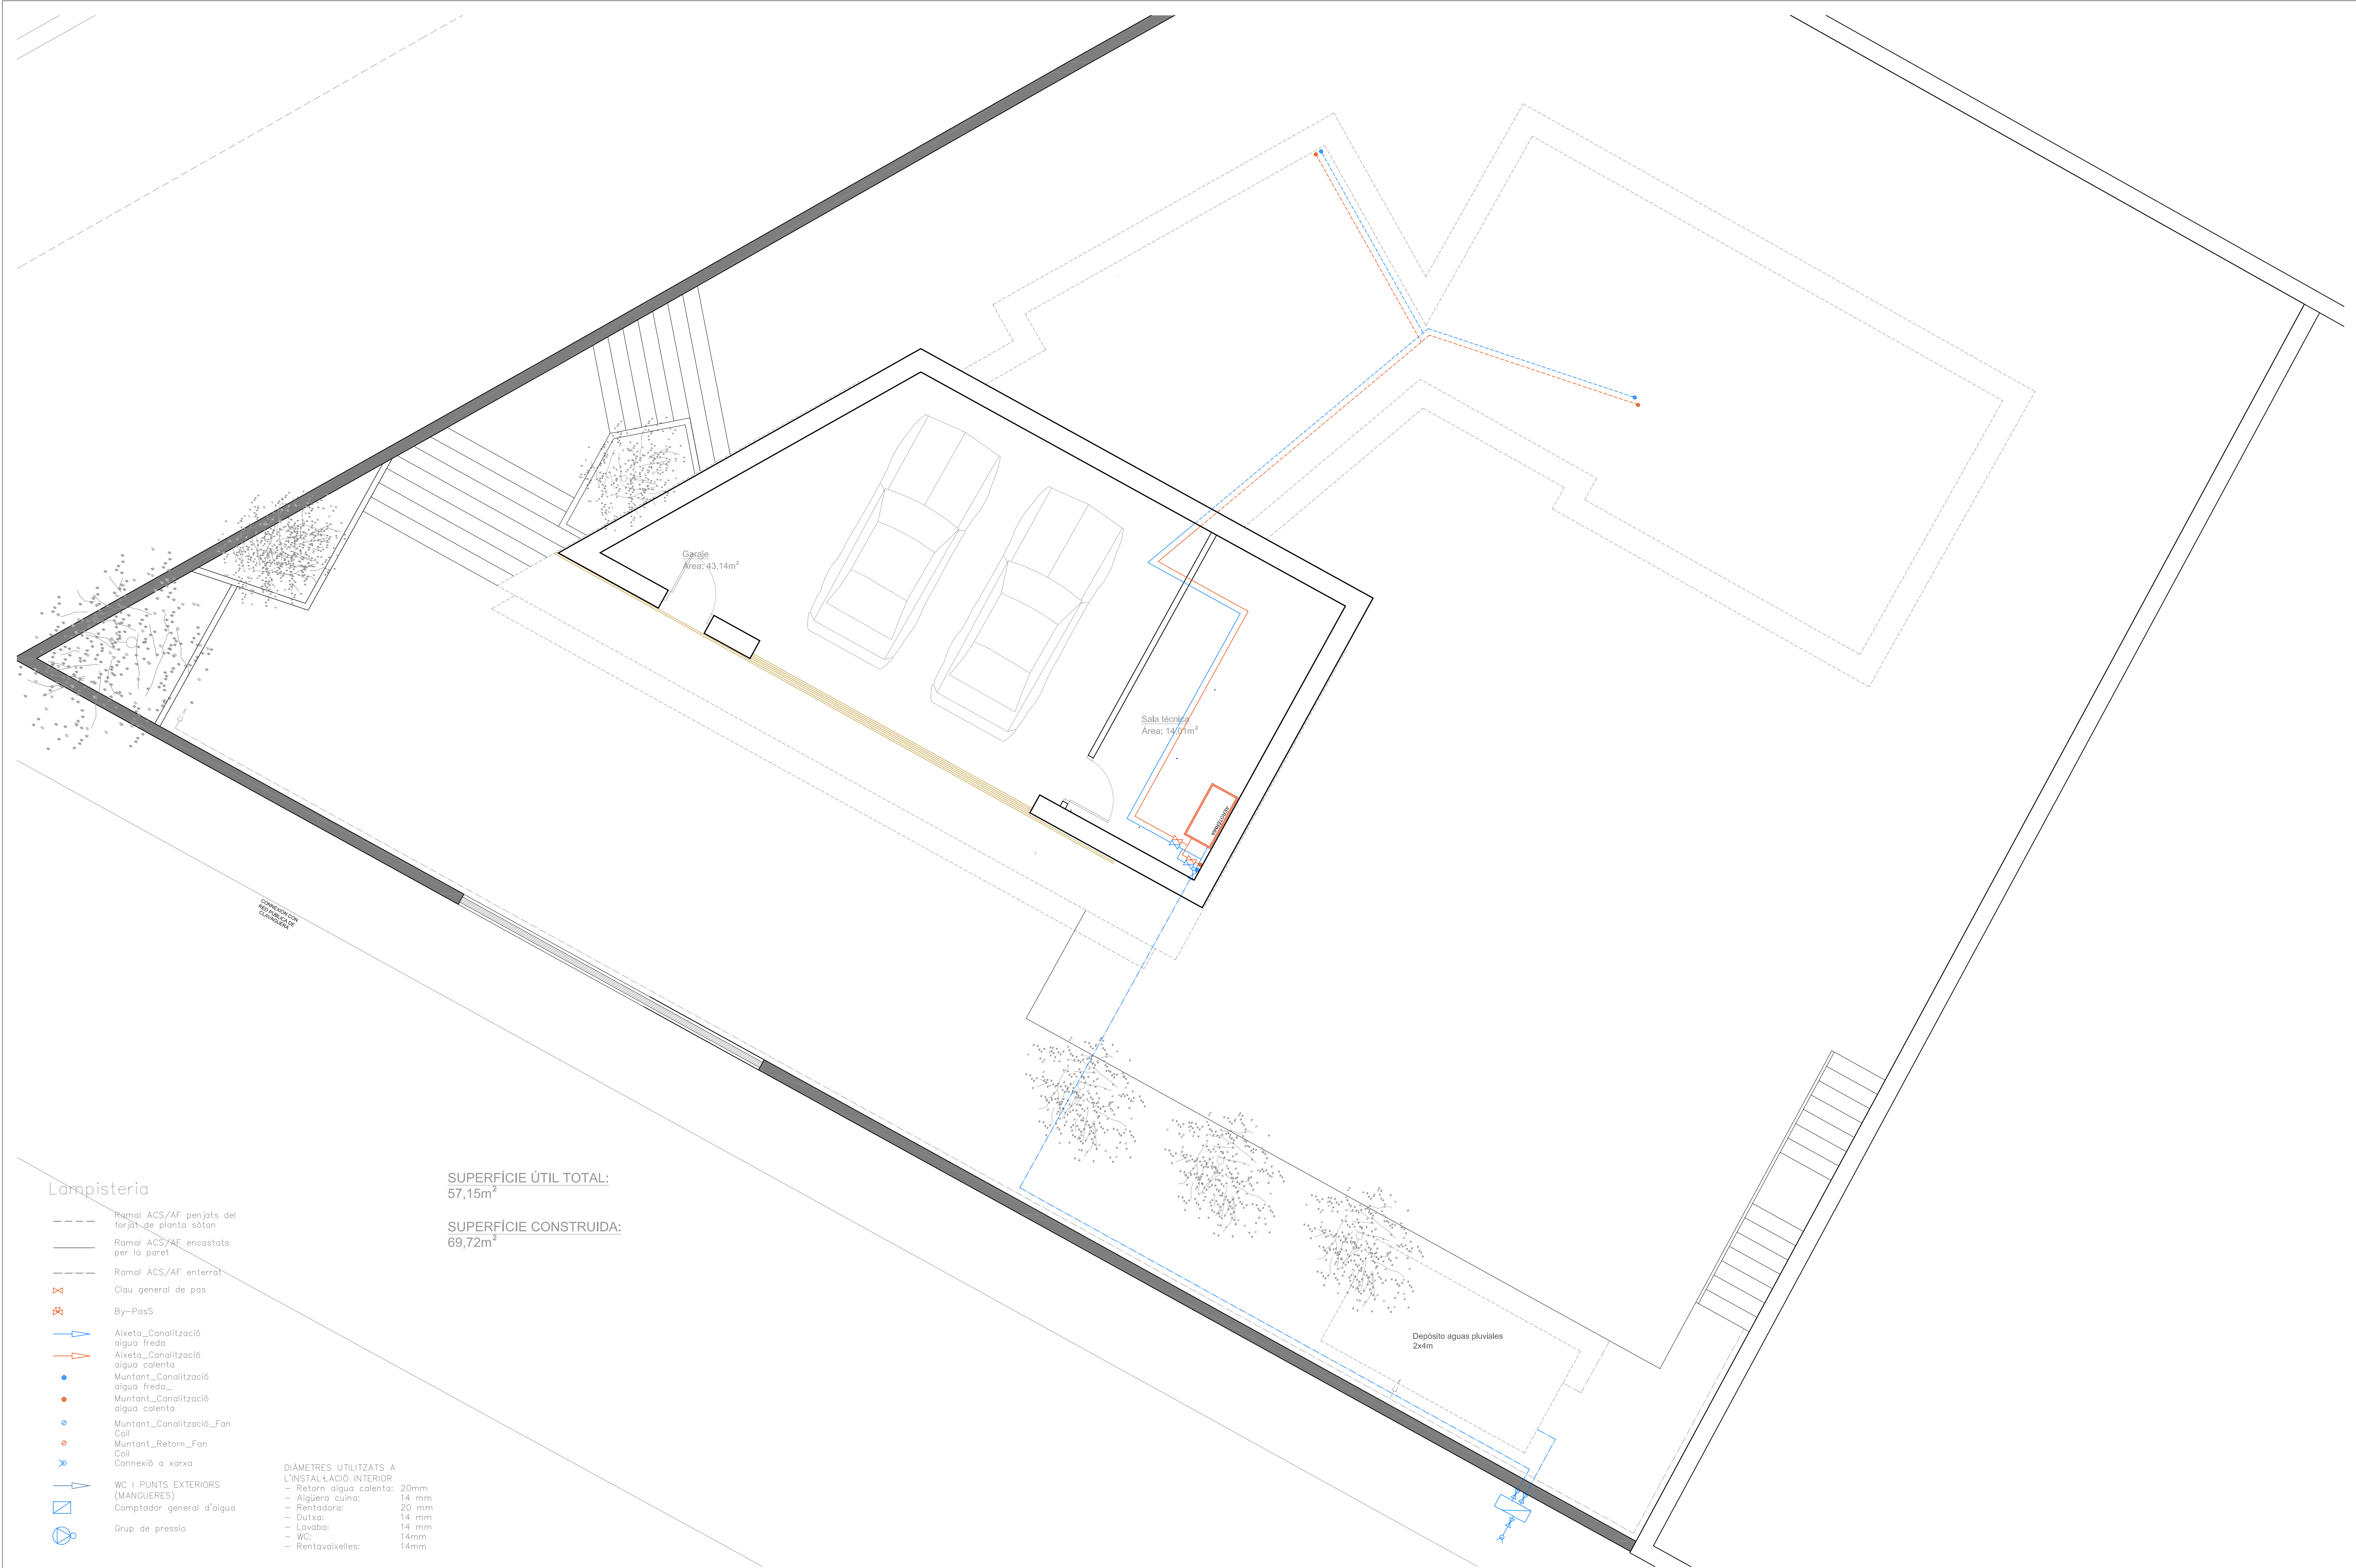 Garaje
Área: 43,14m²
Sala técnica
Área: 14,01m²
AEROTERMIA
CONNEXIÓN CON
RED PÚBLICA DE
CLAVAGUERA
SUPERFÍCIE ÚTIL TOTAL:
57,15m²
SUPERFÍCIE CONSTRUIDA:
69,72m²
Depósito aguas pluviales
2x4m
Lampisteria
Ramal ACS/AF penjats del
forjat de planta sòtan
Ramal ACS/AF encastats
per la paret
Ramal ACS/AF enterrat
Clau general de pas
By-PasS
Aixeta_Canalització
aigua freda
Aixeta_Canalització
aigua calenta
Muntant_Canalització
aigua freda_
Muntant_Canalització
aigua calenta
Muntant_Canalització_Fan
Coil
Muntant_Retorn_Fan
Coil
Connexió a xarxa
WC I PUNTS EXTERIORS
(MANGUERES)
Comptador general d'aigua
Grup de pressio
DIÀMETRES UTILITZATS A
L'INSTAL·LACIÓ INTERIOR
- Retorn aigua calenta: 20mm
- Aigüera cuina: 14 mm
- Rentadora: 20 mm
- Dutxa: 14 mm
- Lavabo: 14 mm
- WC: 14mm
- Rentavaixelles: 14mm